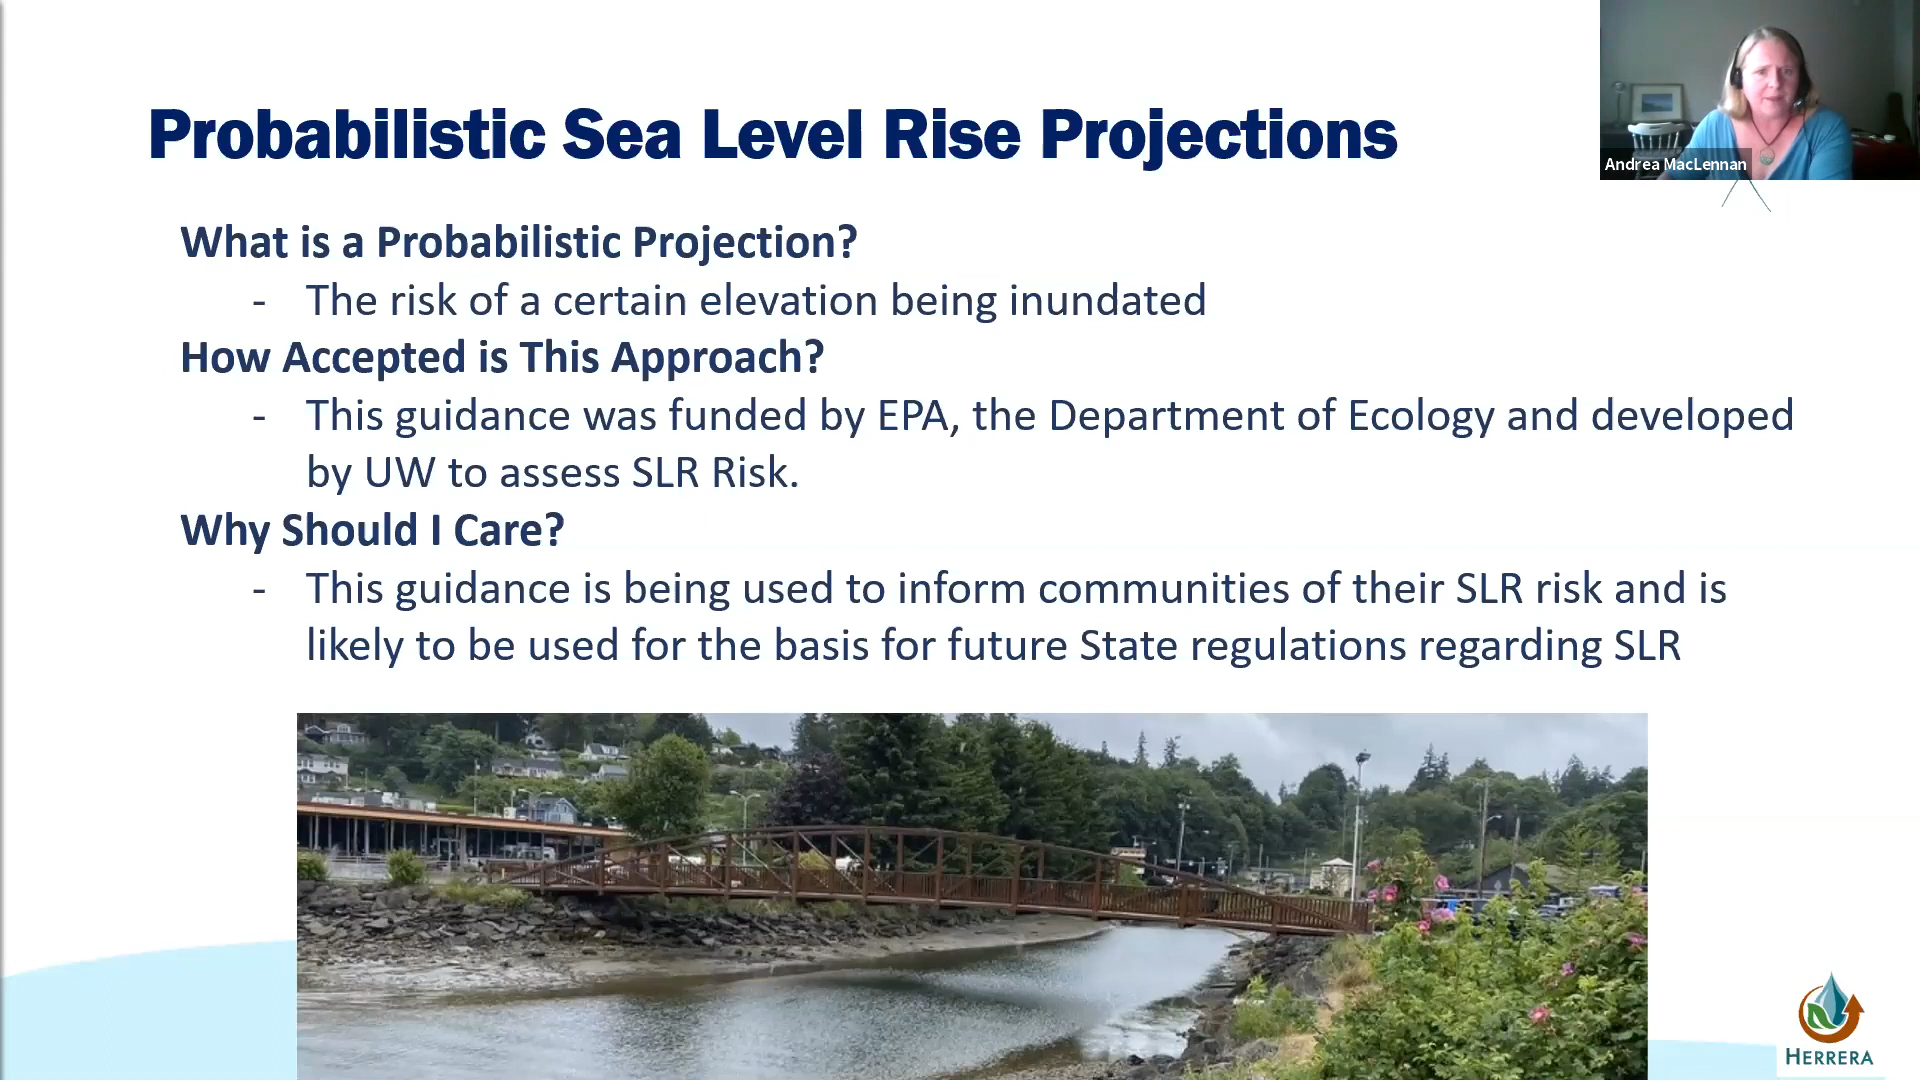 Probabilistic Sea Level Rise Projections
Andrea MacLennan
What is a Probabilistic Projection?
- The risk of a certain elevation being inundated
How Accepted is This Approach?
- This guidance was funded by EPA, the Department of Ecology and developed
by UW to assess SLR Risk.
Why Should I Care?
- This guidance is being used to inform communities of their SLR risk and is
likely to be used for the basis for future State regulations regarding SLR
HERRERA